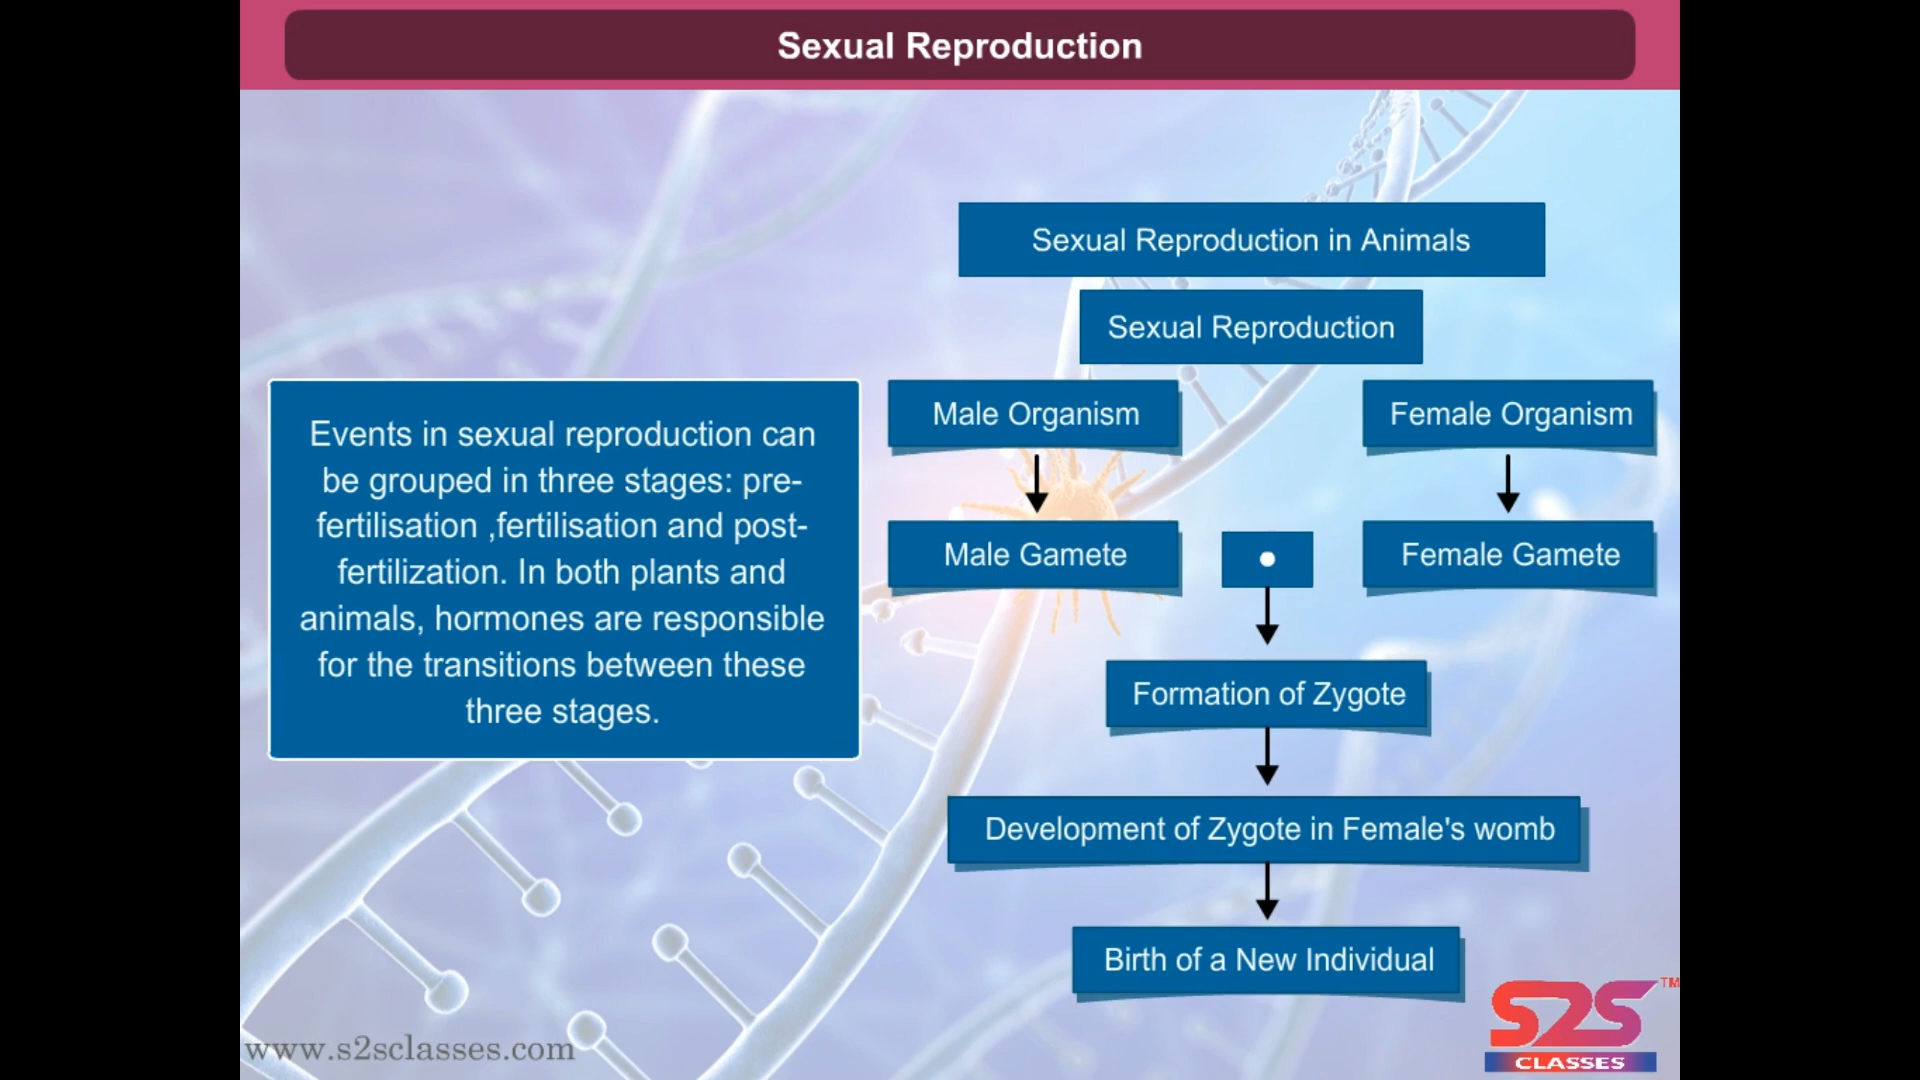 Sexual Reproduction
Sexual Reproduction in Animals
Sexual Reproduction
Events in sexual reproduction can
be grouped in three stages: pre-
fertilisation ,fertilisation and post-
fertilization. In both plants and
animals, hormones are responsible
for the transitions between these
three stages.
Male Organism
Female Organism
Male Gamete
Female Gamete
Formation of Zygote
Development of Zygote in Female's womb
Birth of a New Individual
www.s2sclasses.com
S2S TM
CLASSES